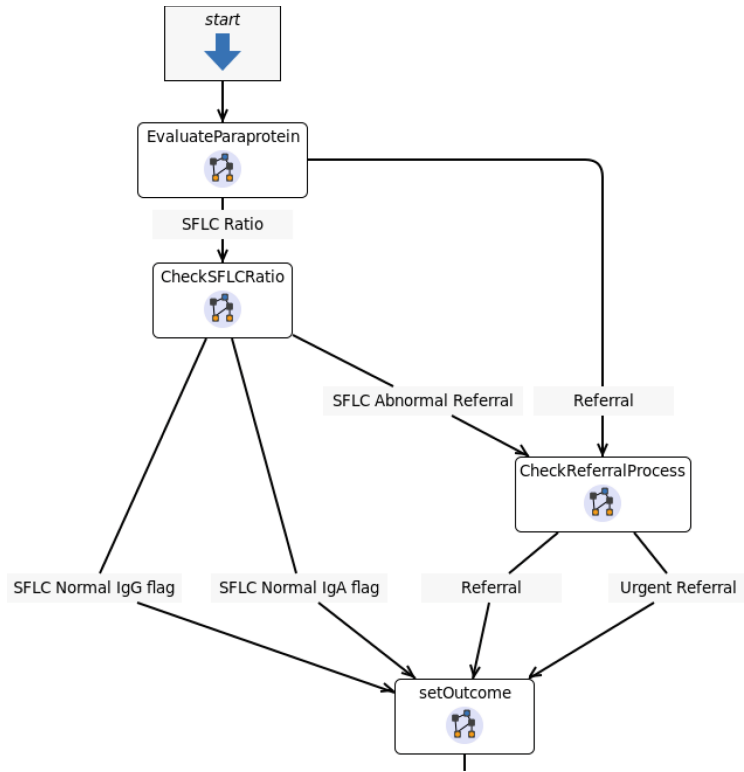 start
EvaluateParaprotein
SFLC Ratio
CheckSFLCRatio
SFLC Abnormal Referral
Referral
CheckReferralProcess
SFLC Normal IgG flag
SFLC Normal IgA flag
Referral
Urgent Referral
setOutcome